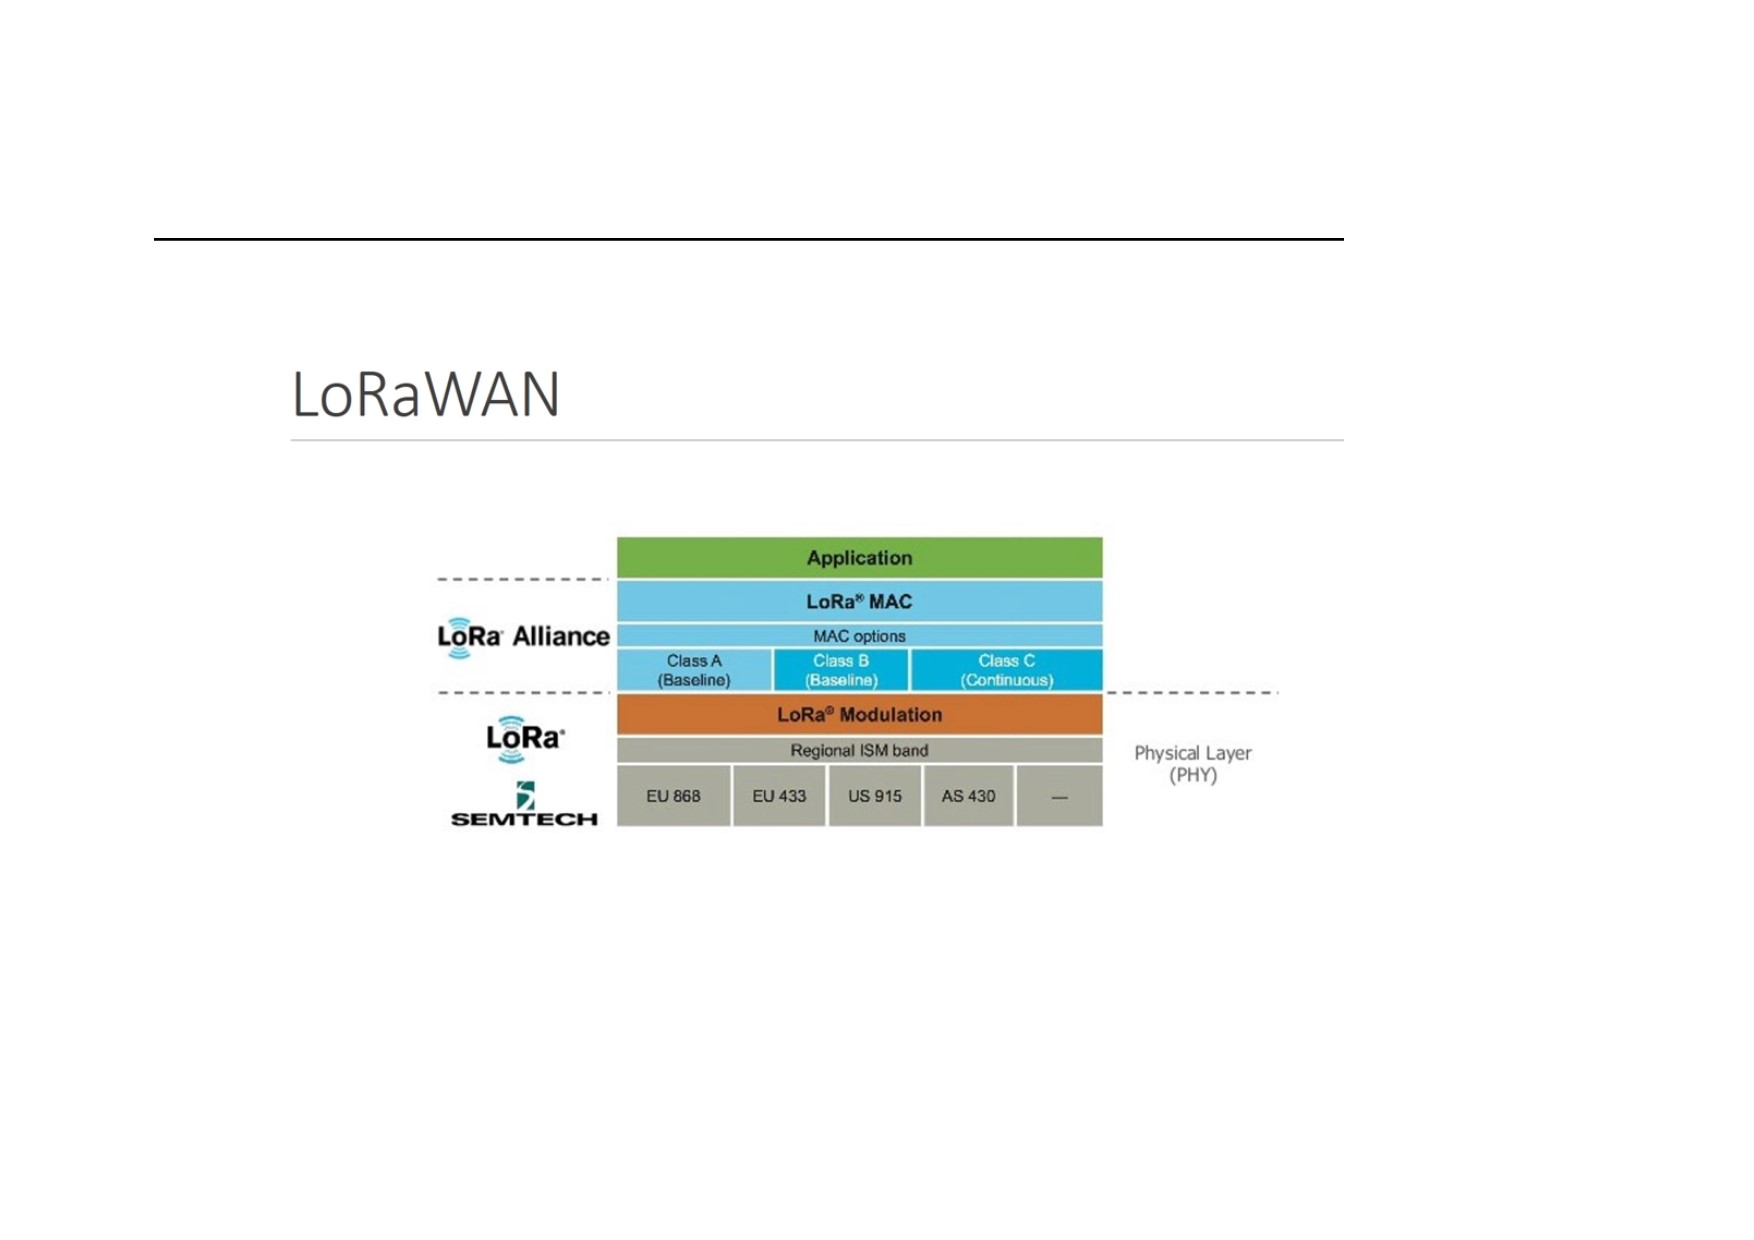 LoRaWAN
Application
LoRa® MAC
LoRa® Alliance
MAC options
Class A
(Baseline)
Class B
(Baseline)
Class C
(Continuous)
LoRa® Modulation
LoRa®
Regional ISM band
Physical Layer
(PHY)
EU 868
EU 433
US 915
AS 430
—
SEMTECH